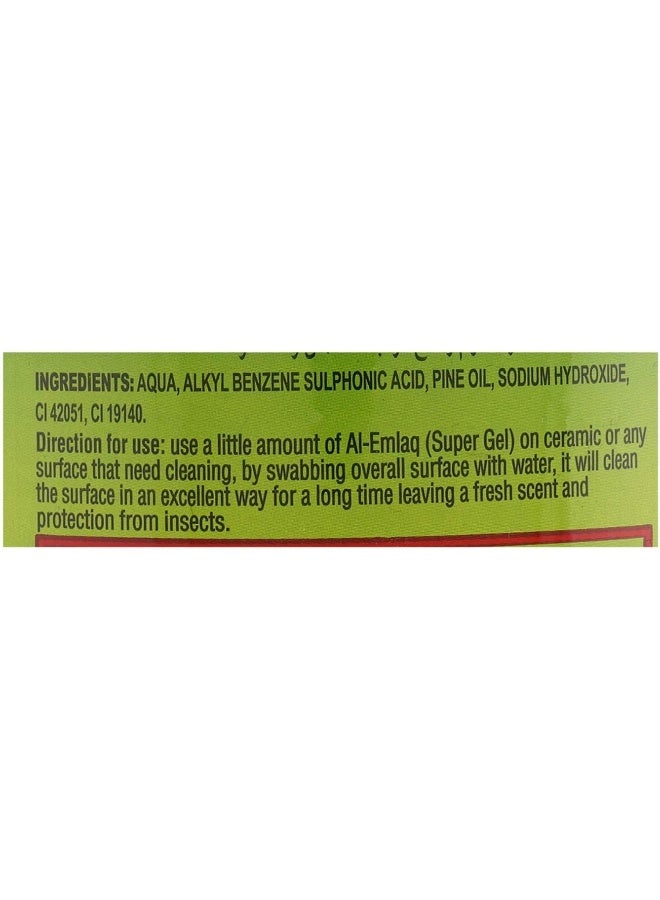 INGREDIENTS: AQUA, ALKYL BENZENE SULPHONIC ACID, PINE OIL, SODIUM HYDROXIDE,
CI 42051, CI 19140.
Direction for use: use a little amount of Al-Emlaq (Super Gel) on ceramic or any
surface that need cleaning, by swabbing overall surface with water, it will clean
the surface in an excellent way for a long time leaving a fresh scent and
protection from insects.